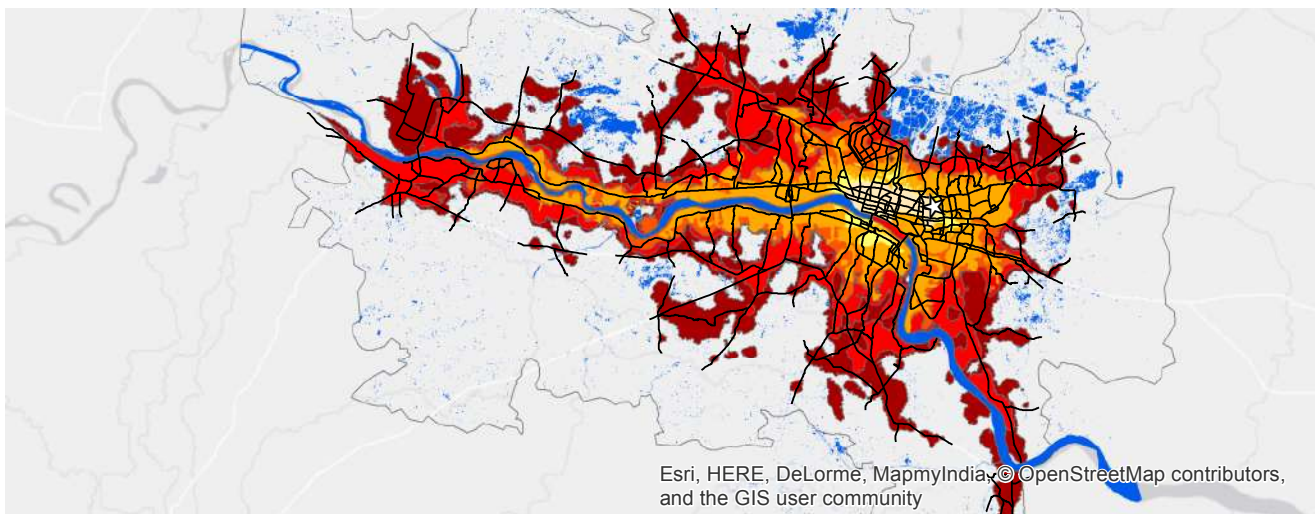 Esri, HERE, DeLorme, MapmyIndia, © OpenStreetMap contributors,
and the GIS user community